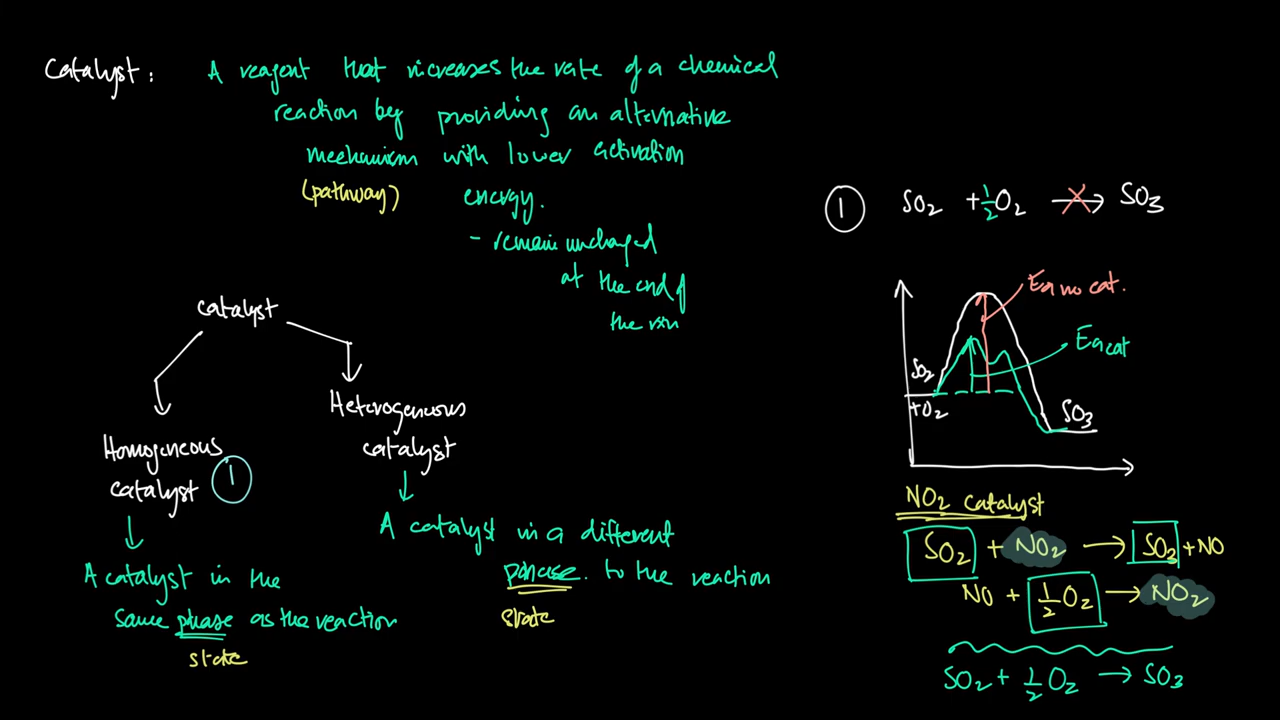 Catalyst : A reagent that increases the rate of a chemical
reaction by providing an alternative
mechanism with lower activation
(pathway) energy.
- remain unchanged
at the end of
the rxn
catalyst
Homogeneous
catalyst 1
A catalyst in the
same phase as the reaction
state
Heterogeneous
catalyst
A catalyst in a different
phase. to the reaction
state
1 SO2 + 1/2 O2 → SO3
Ea no cat.
Ea cat
SO2
+O2
SO3
NO2 catalyst
SO2 + NO2 → SO3 + NO
NO + 1/2 O2 → NO2
SO2 + 1/2 O2 → SO3